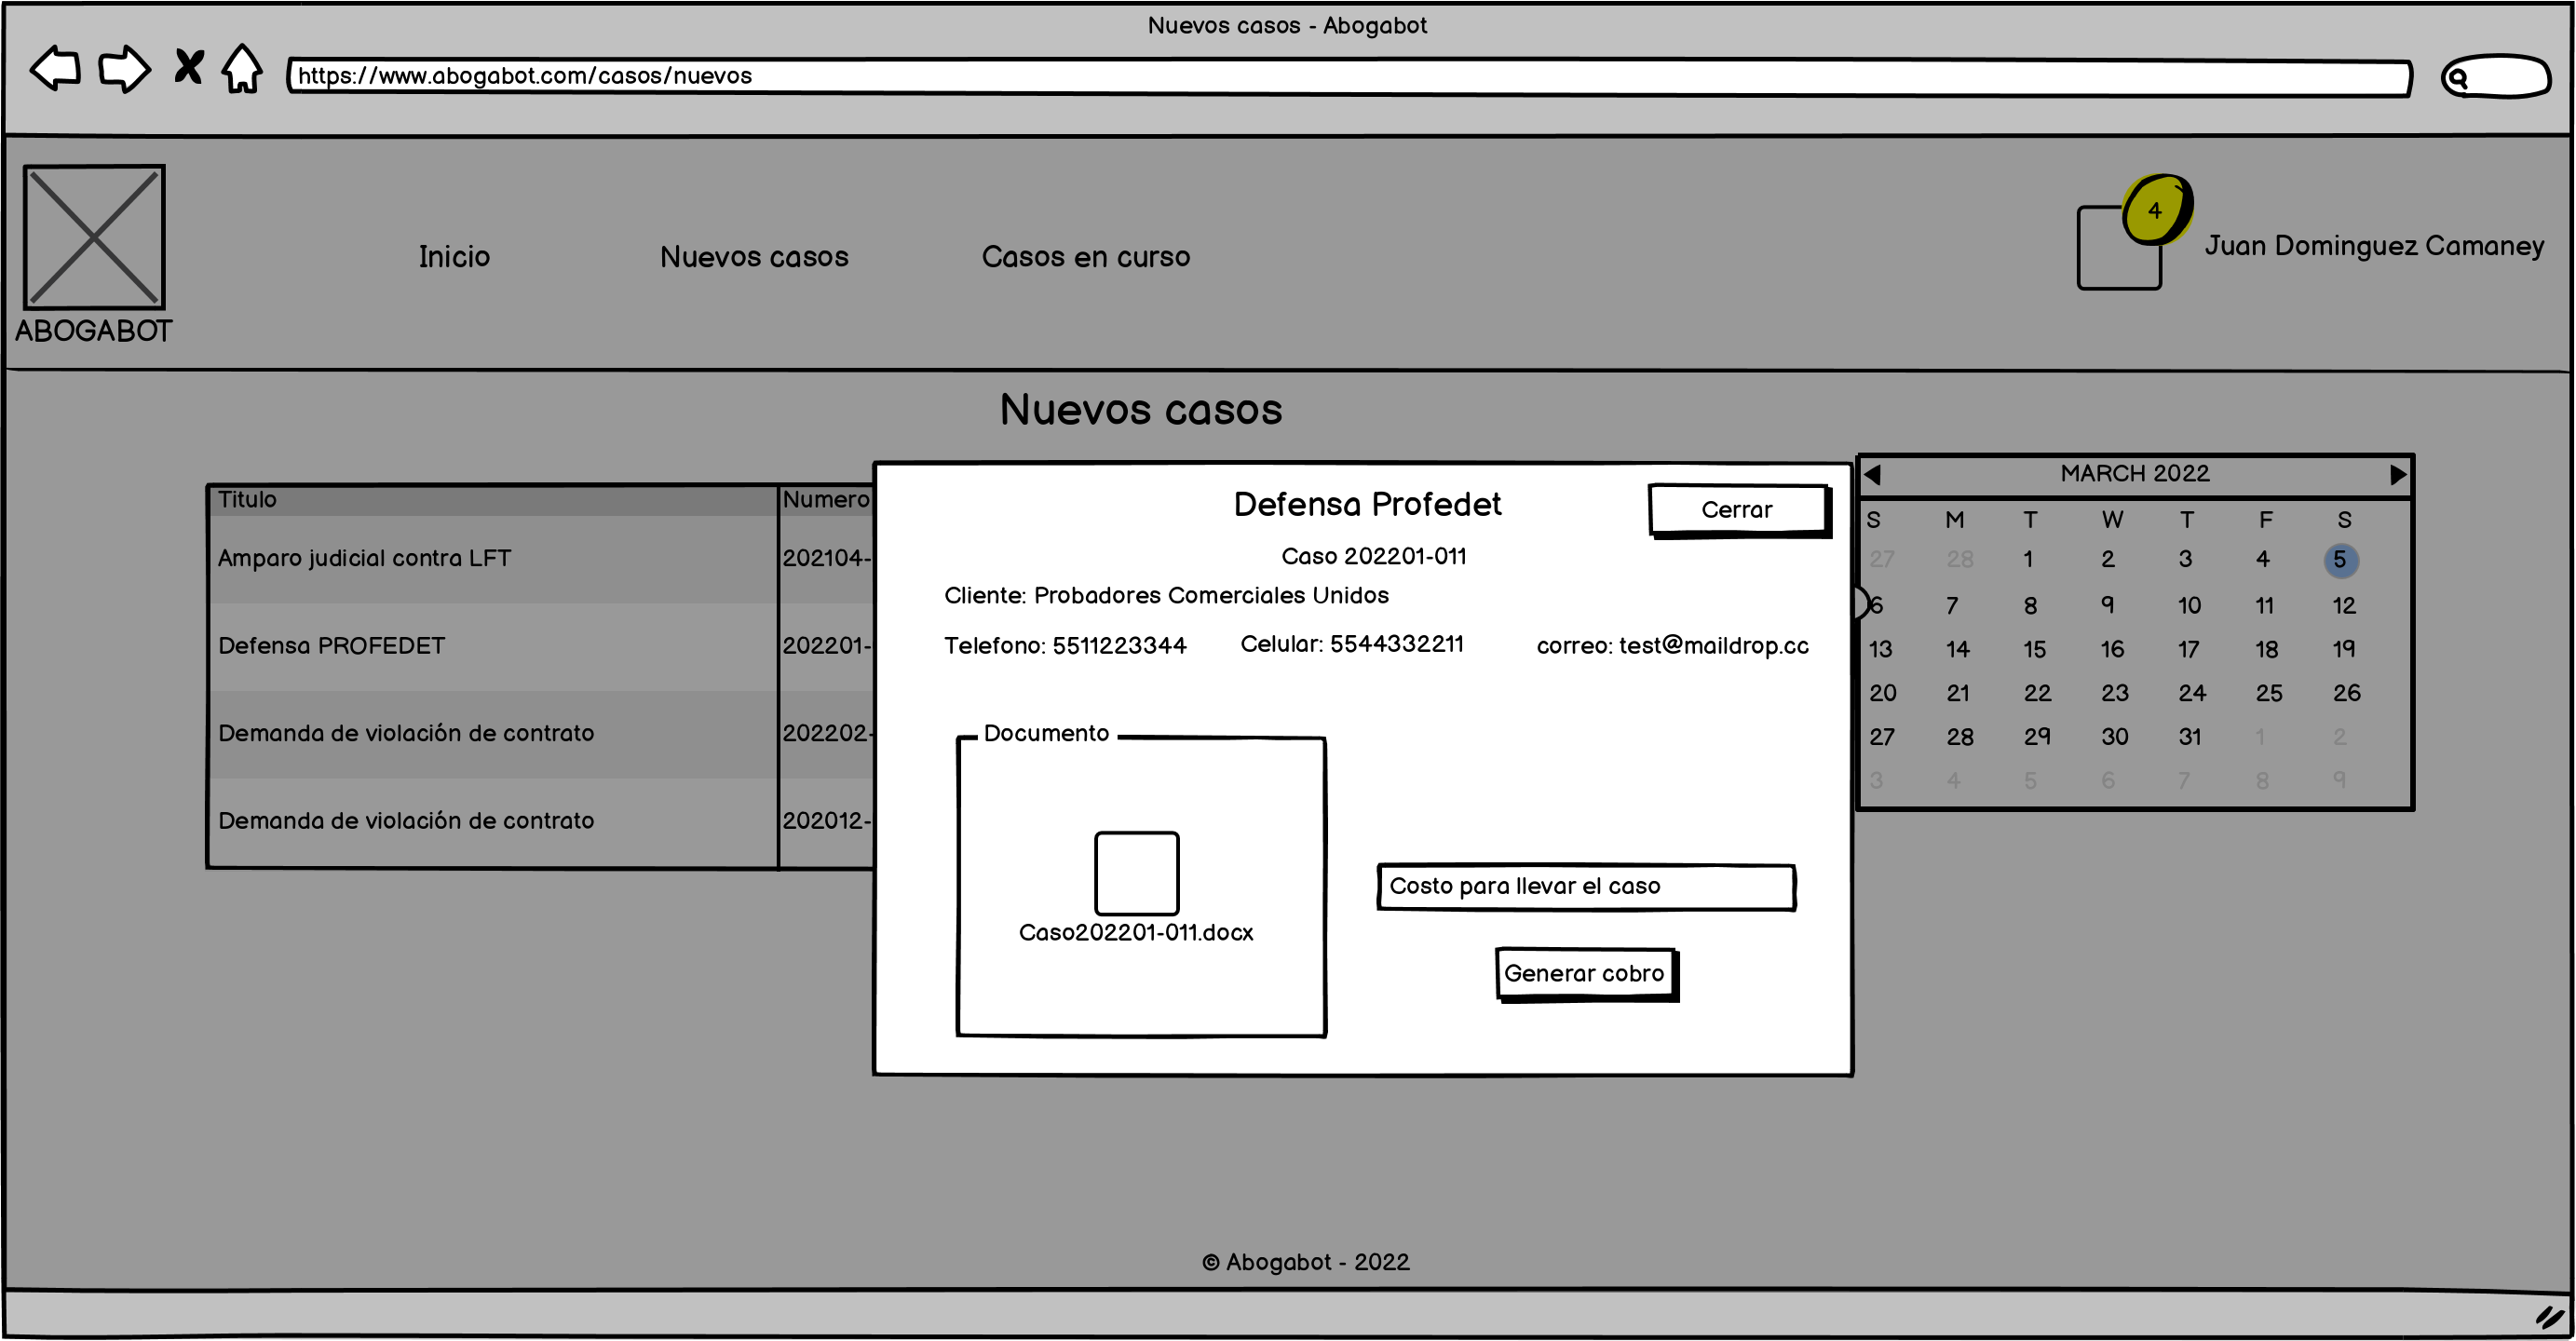 Nuevos casos - Abogabot
https://www.abogabot.com/casos/nuevos
4
Inicio Nuevos casos Casos en curso Juan Dominguez Camaney
ABOGABOT
Nuevos casos
Titulo Numero
Amparo judicial contra LFT 202104-
Defensa PROFEDET 202201-
Demanda de violación de contrato 202202-
Demanda de violación de contrato 202012-
Defensa Profedet
Cerrar
Caso 202201-011
Cliente: Probadores Comerciales Unidos
Telefono: 5511223344 Celular: 5544332211 correo: test@maildrop.cc
Documento
Caso202201-011.docx
Costo para llevar el caso
Generar cobro
MARCH 2022
S M T W T F S
27 28 1 2 3 4 5
6 7 8 9 10 11 12
13 14 15 16 17 18 19
20 21 22 23 24 25 26
27 28 29 30 31 1 2
3 4 5 6 7 8 9
© Abogabot - 2022